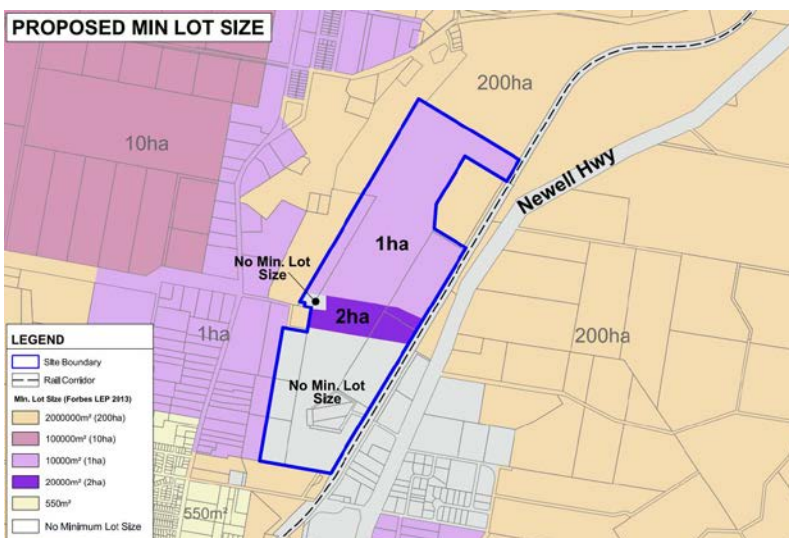 PROPOSED MIN LOT SIZE
200ha
10ha
Newell Hwy
1ha
No Min. Lot
Size
2ha
1ha
200ha
No Min. Lot
Size
550m²
LEGEND
Site Boundary
Rail Corridor
Min. Lot Size (Forbes LEP 2013)
2000000m² (200ha)
100000m² (10ha)
10000m² (1ha)
20000m² (2ha)
550m²
No Minimum Lot Size